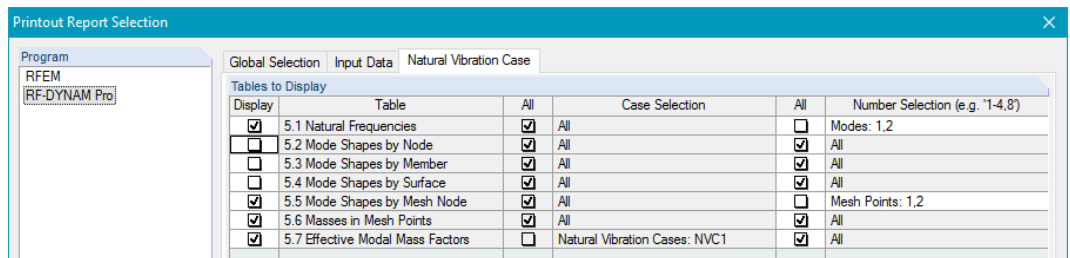 Printout Report Selection
Program
RFEM
RF-DYNAM Pro
Global Selection Input Data Natural Vibration Case
Tables to Display
Display Table All Case Selection All Number Selection (e.g. '1-4,8')
5.1 Natural Frequencies All Modes: 1,2
5.2 Mode Shapes by Node All All
5.3 Mode Shapes by Member All All
5.4 Mode Shapes by Surface All All
5.5 Mode Shapes by Mesh Node All Mesh Points: 1,2
5.6 Masses in Mesh Points All All
5.7 Effective Modal Mass Factors Natural Vibration Cases: NVC1 All